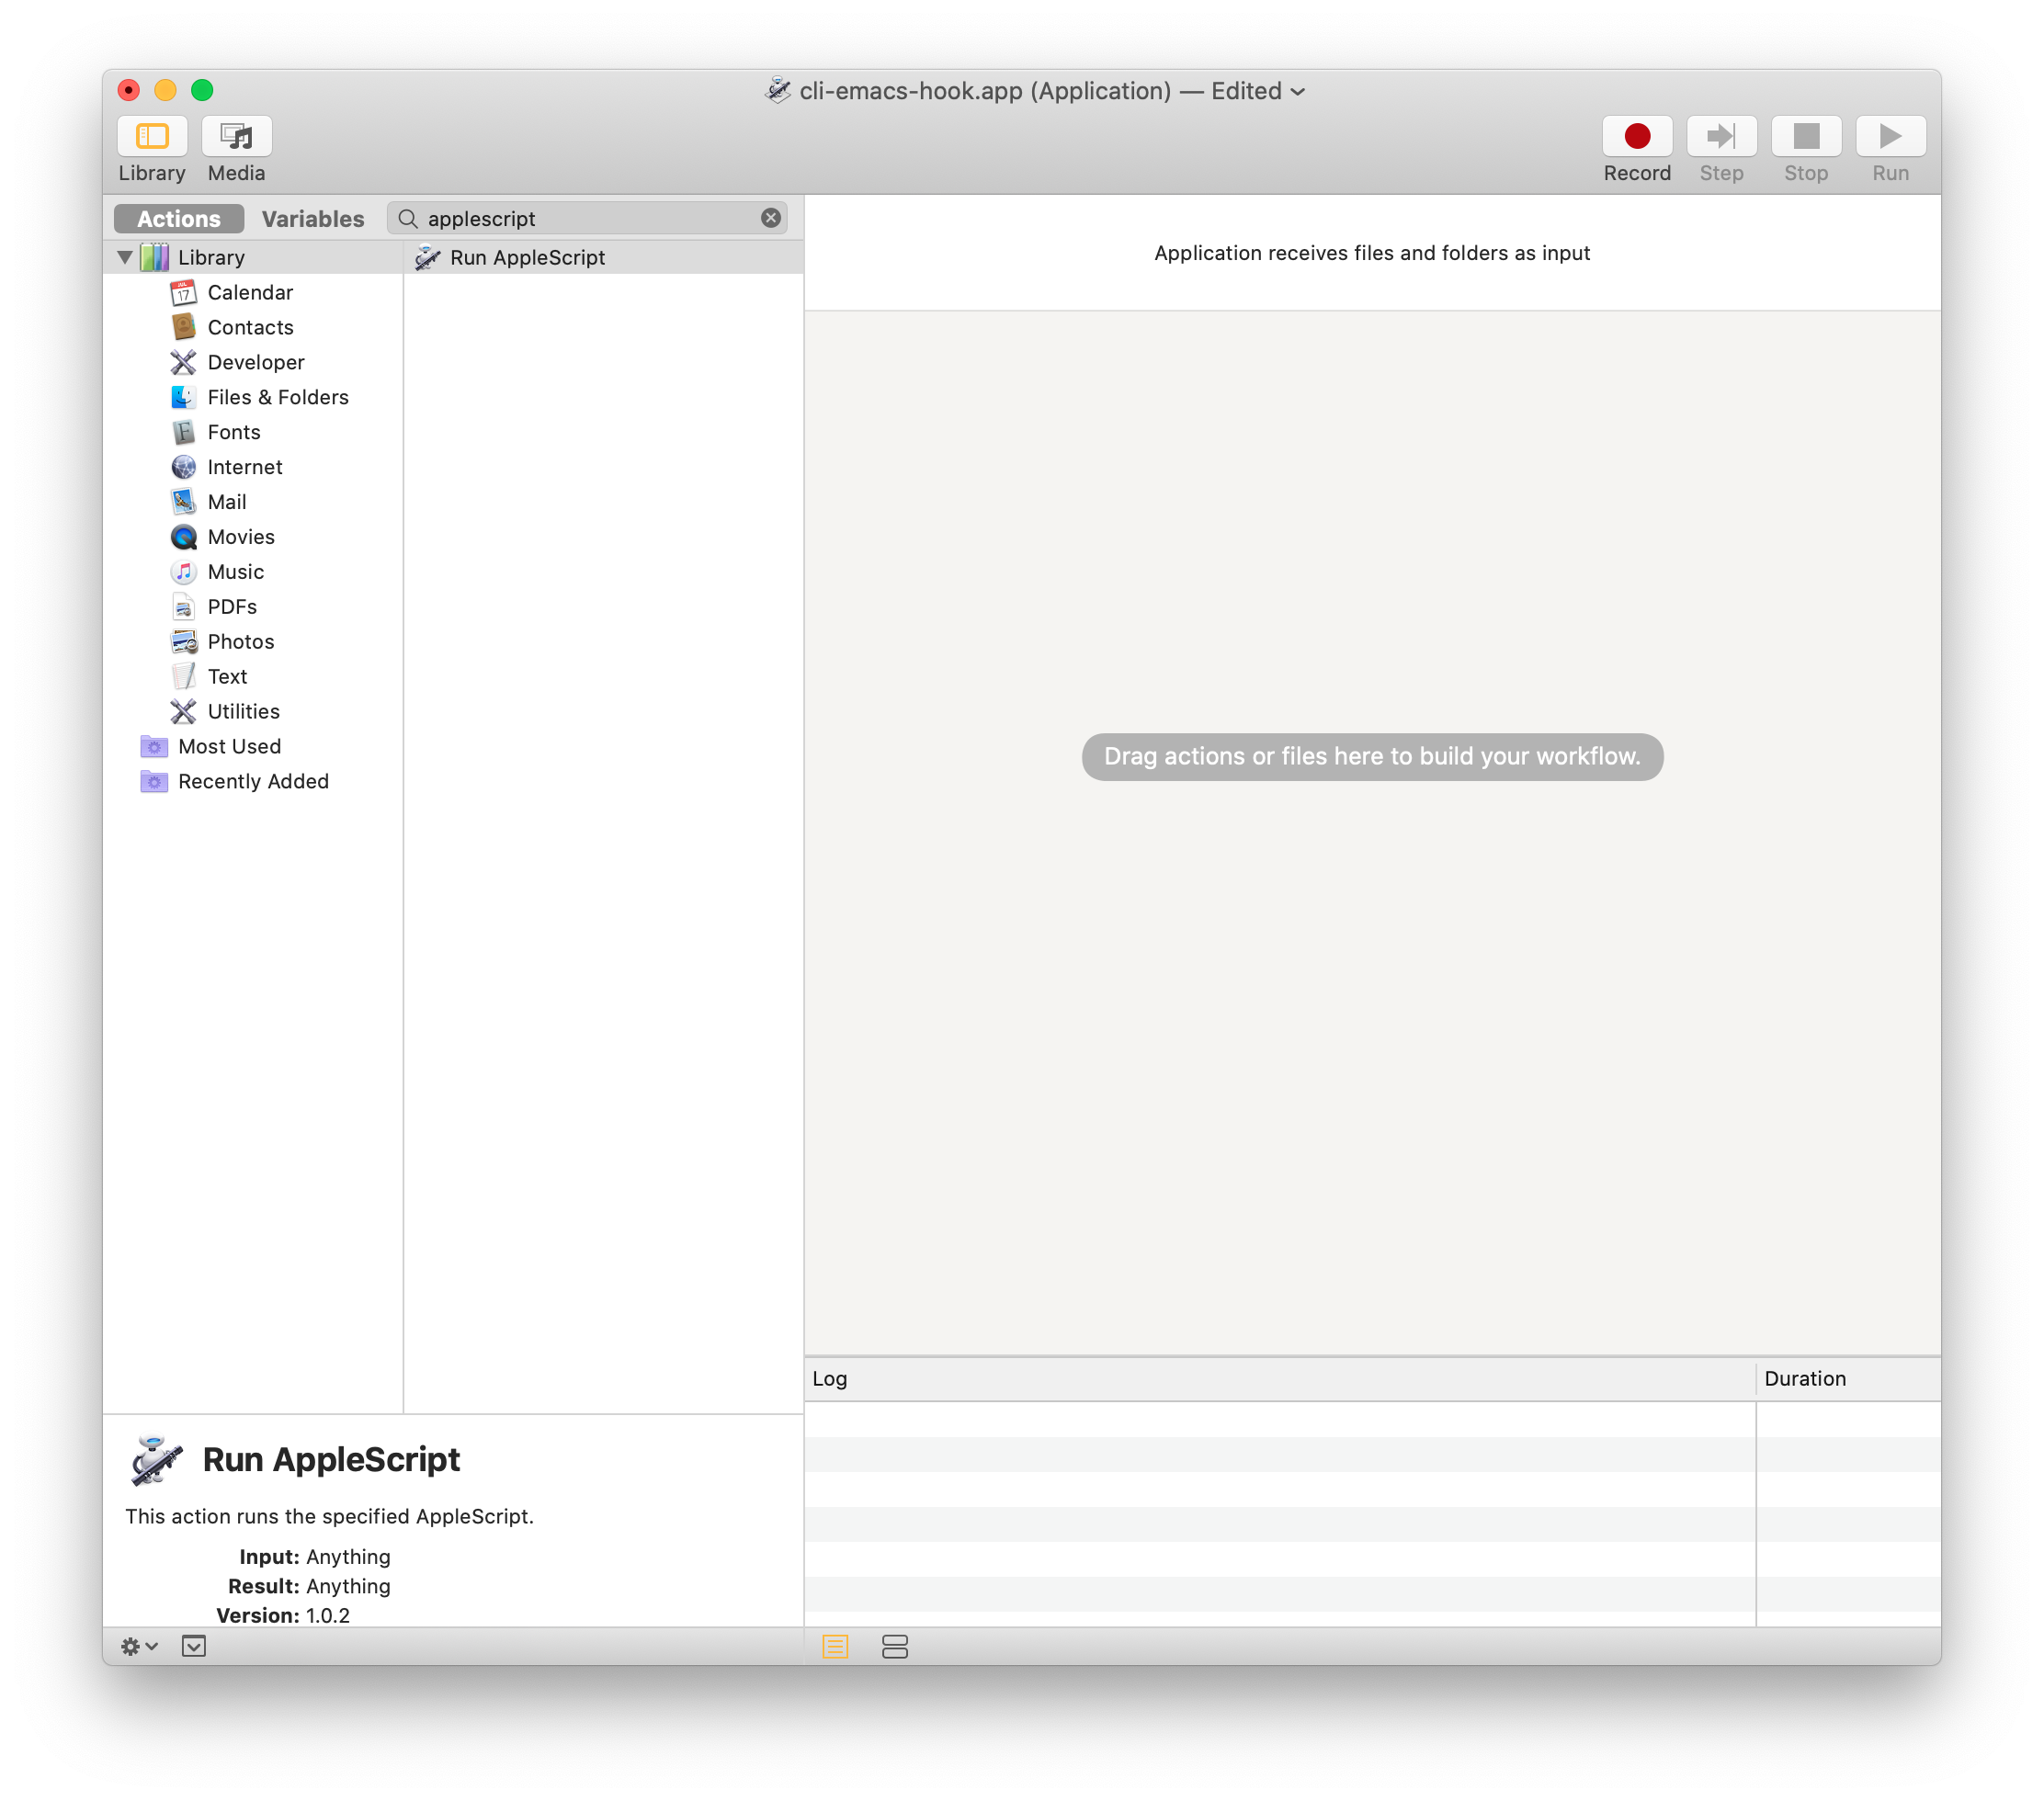 cli-emacs-hook.app (Application) — Edited
Library
Media
Record
Step
Stop
Run
Actions
Variables
applescript
Library
JUL
17
Calendar
Contacts
Developer
Files & Folders
F
Fonts
Internet
Mail
Movies
Music
PDFs
Photos
Text
Utilities
Most Used
Recently Added
Run AppleScript
Application receives files and folders as input
Drag actions or files here to build your workflow.
Log
Duration
Run AppleScript
This action runs the specified AppleScript.
Input: Anything
Result: Anything
Version: 1.0.2